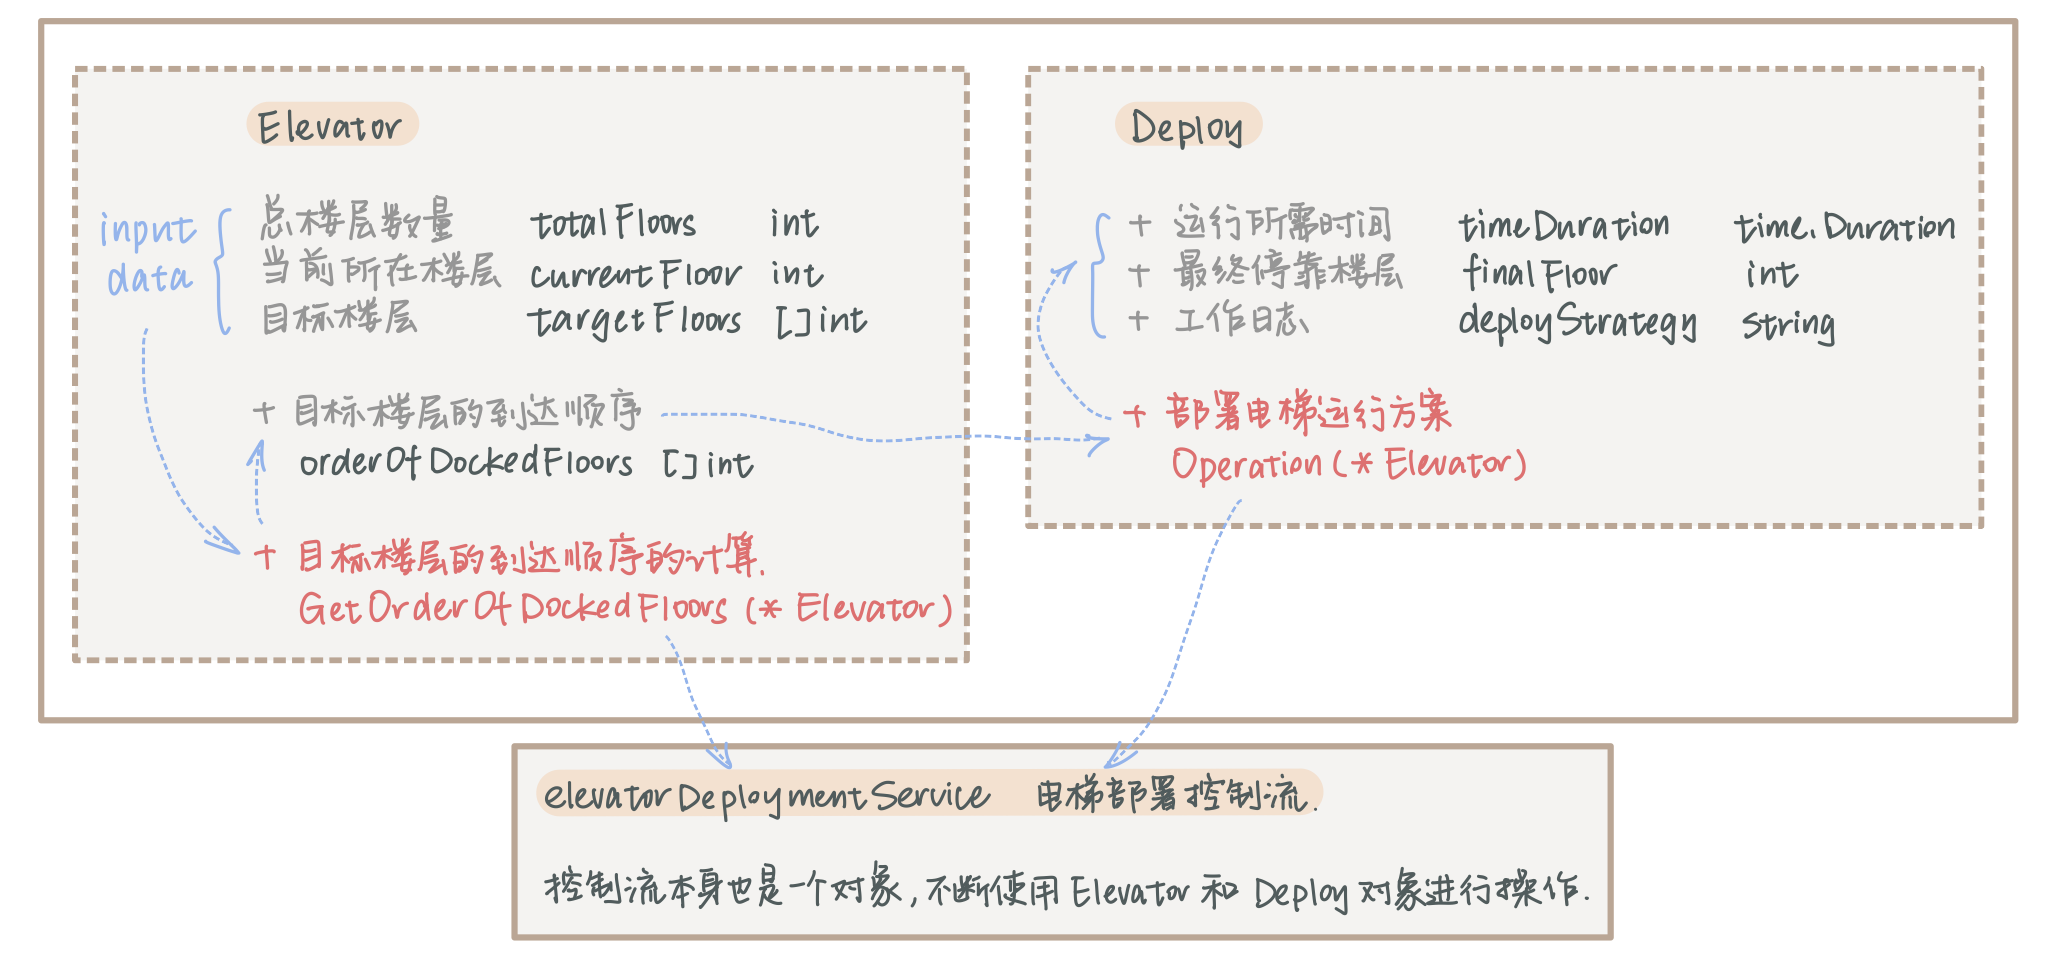 Elevator
input
data
总楼层数量 totalFloors int
当前所在楼层 currentFloor int
目标楼层 targetFloors []int
+ 目标楼层的到达顺序
orderOfDockedFloors []int
+ 目标楼层的到达顺序的计算.
GetOrderOfDockedFloors (* Elevator)
Deploy
+ 运行所需时间 timeDuration time.Duration
+ 最终停靠楼层 finalFloor int
+ 工作日志 deployStrategy string
+ 部署电梯运行方案
Operation (* Elevator)
elevatorDeploymentService 电梯部署控制流.
控制流本身也是一个对象,不断使用 Elevator 和 Deploy 对象进行操作.